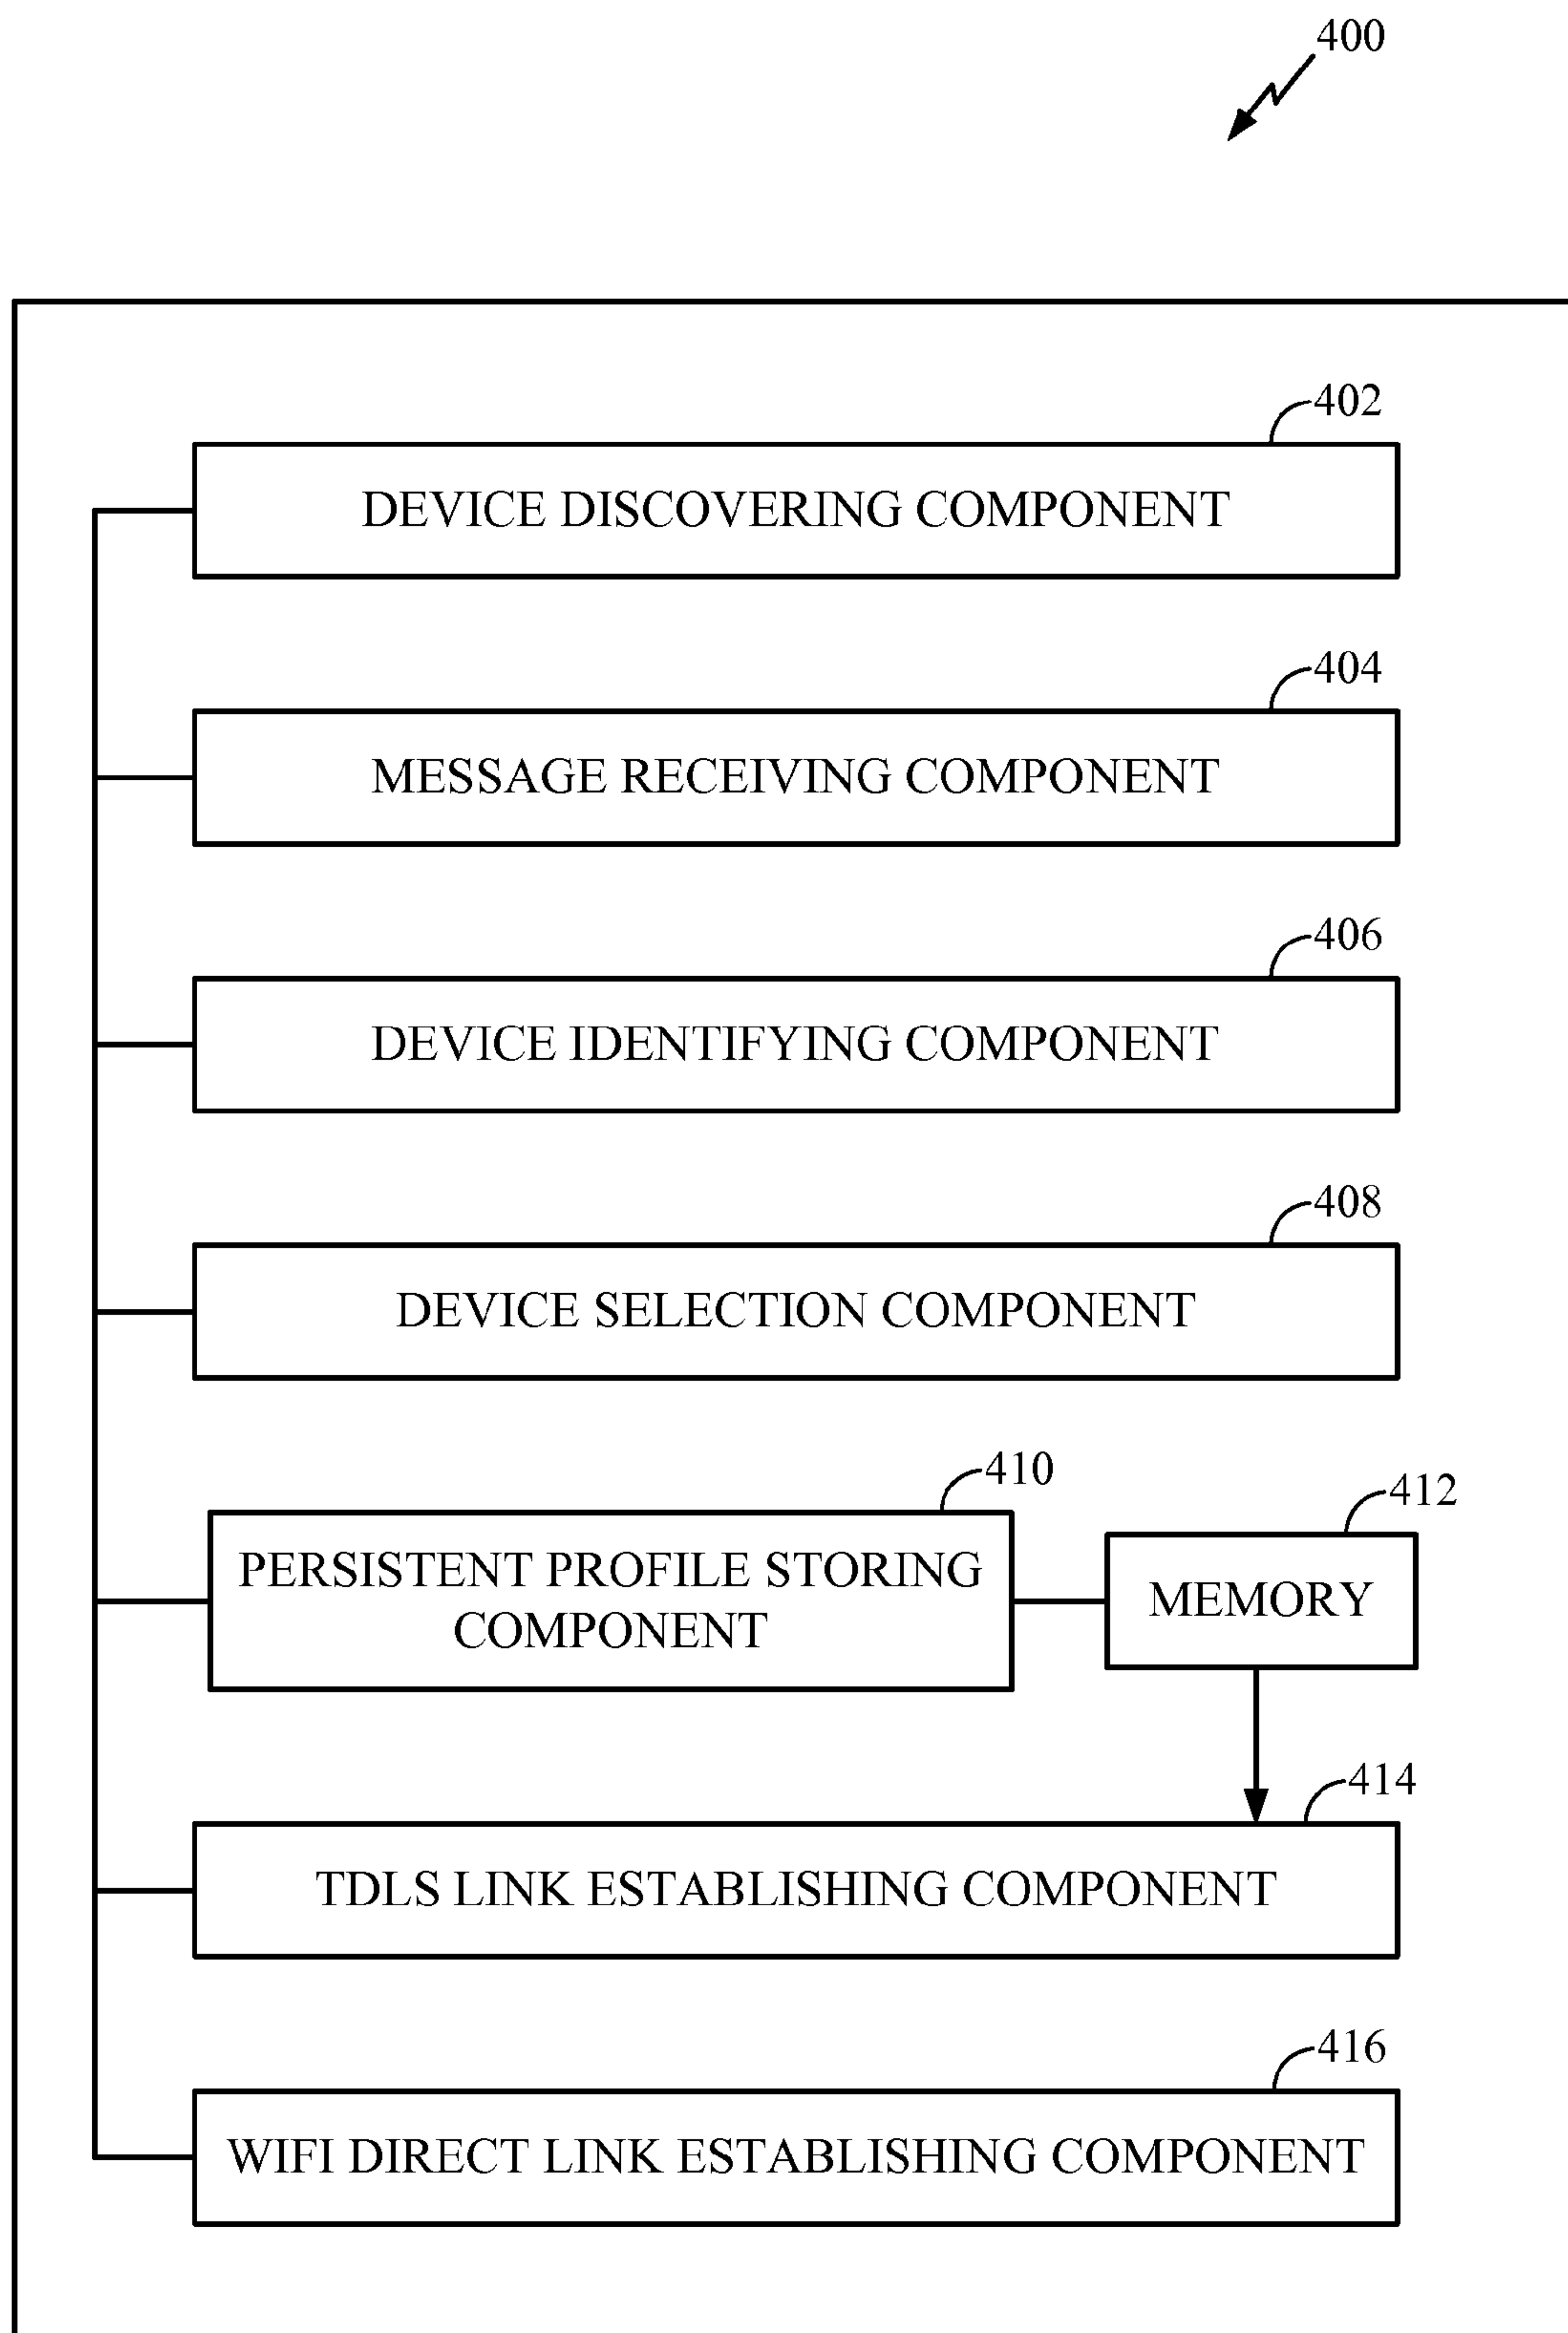 400
402
DEVICE DISCOVERING COMPONENT
404
MESSAGE RECEIVING COMPONENT
406
DEVICE IDENTIFYING COMPONENT
408
DEVICE SELECTION COMPONENT
410
412
PERSISTENT PROFILE STORING
COMPONENT
MEMORY
414
TDLS LINK ESTABLISHING COMPONENT
416
WIFI DIRECT LINK ESTABLISHING COMPONENT